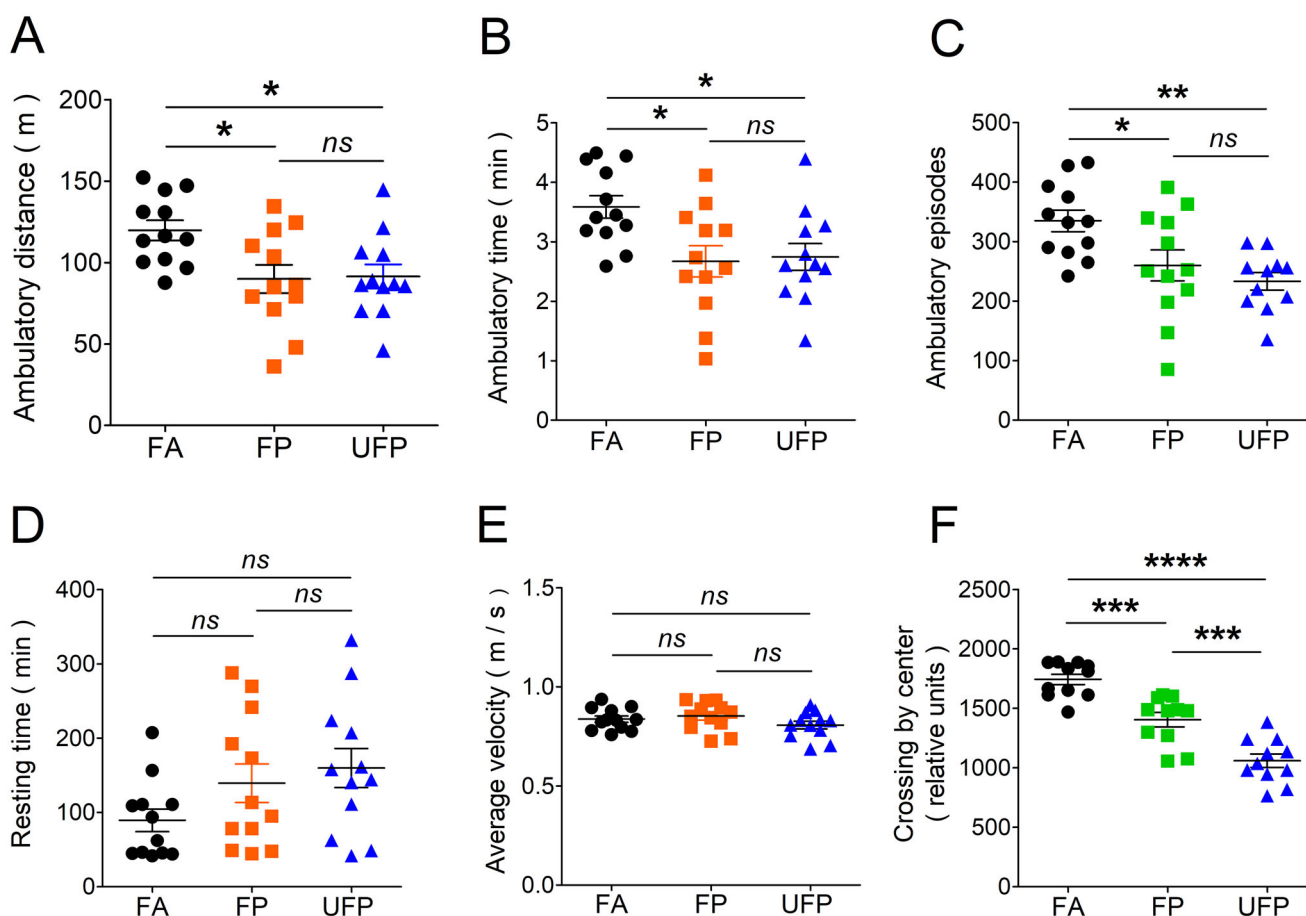 A
Ambulatory distance ( m )
200
150
100
50
0
*
*
ns
FA FP UFP
B
Ambulatory time ( min )
5
4
3
2
1
0
*
*
ns
FA FP UFP
C
Ambulatory episodes
500
400
300
200
100
0
**
*
ns
FA FP UFP
D
Resting time ( min )
400
300
200
100
0
ns
ns
ns
FA FP UFP
E
Average velocity ( m / s )
1.5
1.0
0.5
0.0
ns
ns
ns
FA FP UFP
F
Crossing by center
( relative units )
2500
2000
1500
1000
500
0
****
***
***
FA FP UFP